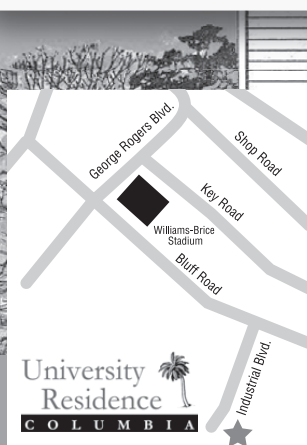 George Rogers Blvd.
Shop Road
Key Road
Williams-Brice
Stadium
Bluff Road
Industrial Blvd.
University
Residence
COLUMBIA